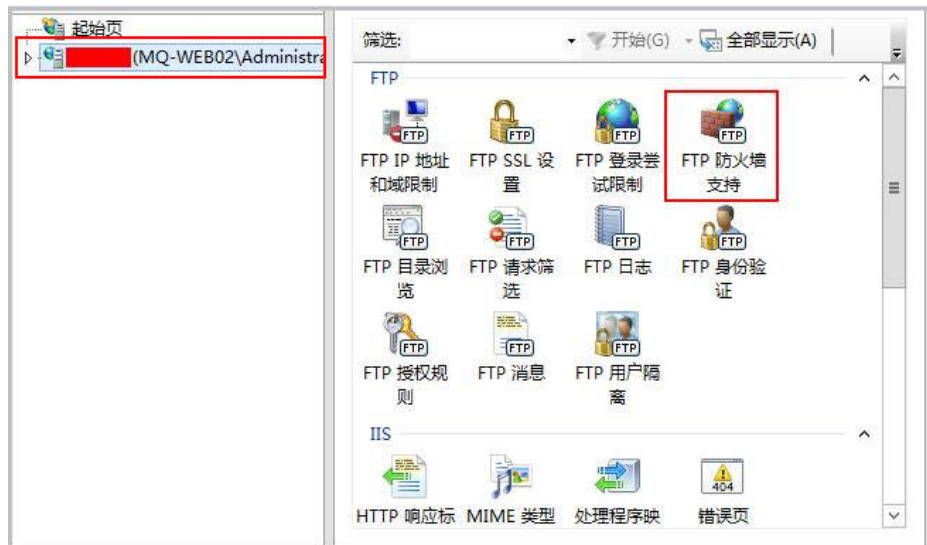 起始页
(MQ-WEB02\Administra
筛选:
开始(G)
全部显示(A)
FTP
FTP
FTP
FTP
FTP
FTP IP 地址
和域限制
FTP SSL 设
置
FTP 登录尝
试限制
FTP 防火墙
支持
FTP
FTP
FTP
FTP
FTP 目录浏
览
FTP 请求筛
选
FTP 日志
FTP 身份验
证
FTP
FTP
FTP
FTP 授权规
则
FTP 消息
FTP 用户隔
离
IIS
404
HTTP 响应标
MIME 类型
处理程序映
错误页